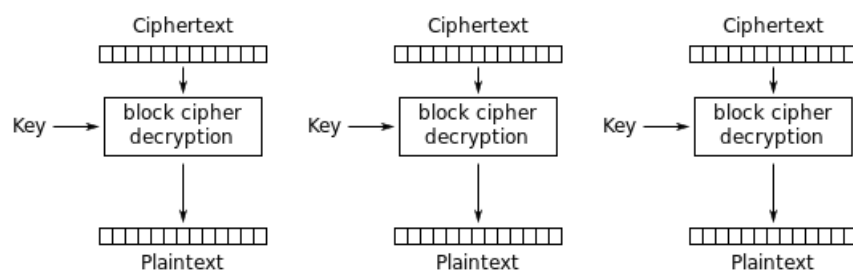 Ciphertext Ciphertext Ciphertext
Key block cipher decryption Key block cipher decryption Key block cipher decryption
Plaintext Plaintext Plaintext